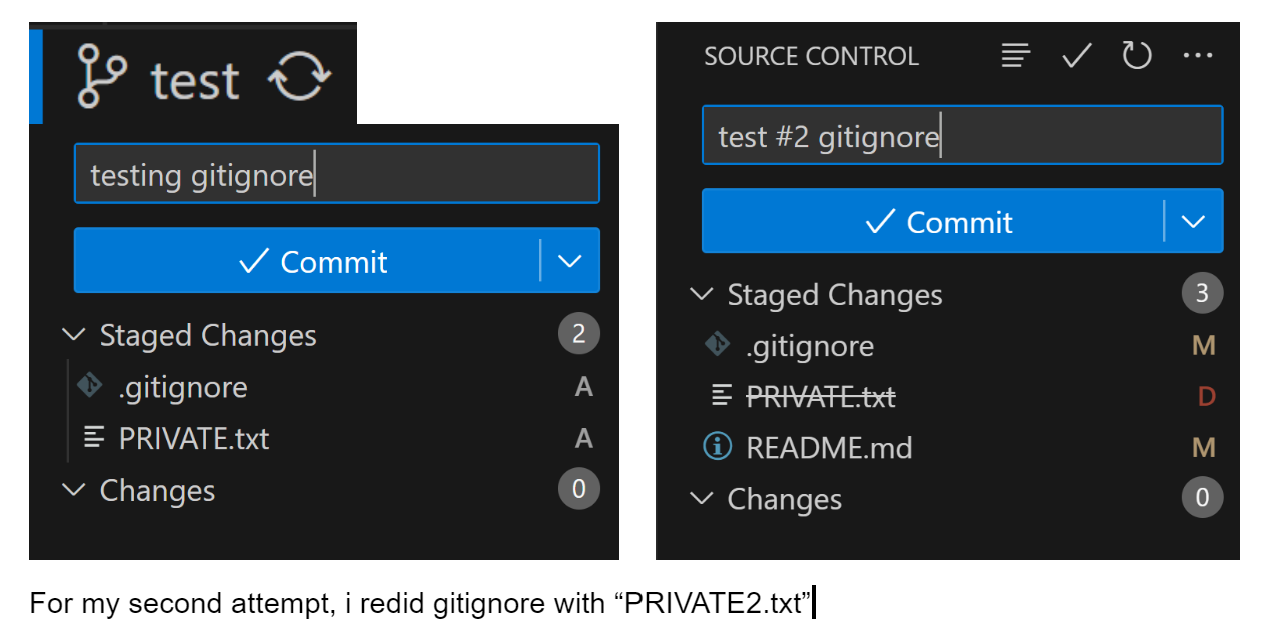 test
testing gitignore
Commit
Staged Changes 2
.gitignore A
PRIVATE.txt A
Changes 0
SOURCE CONTROL
test #2 gitignore
Commit
Staged Changes 3
.gitignore M
PRIVATE.txt D
README.md M
Changes 0
For my second attempt, i redid gitignore with “PRIVATE2.txt”